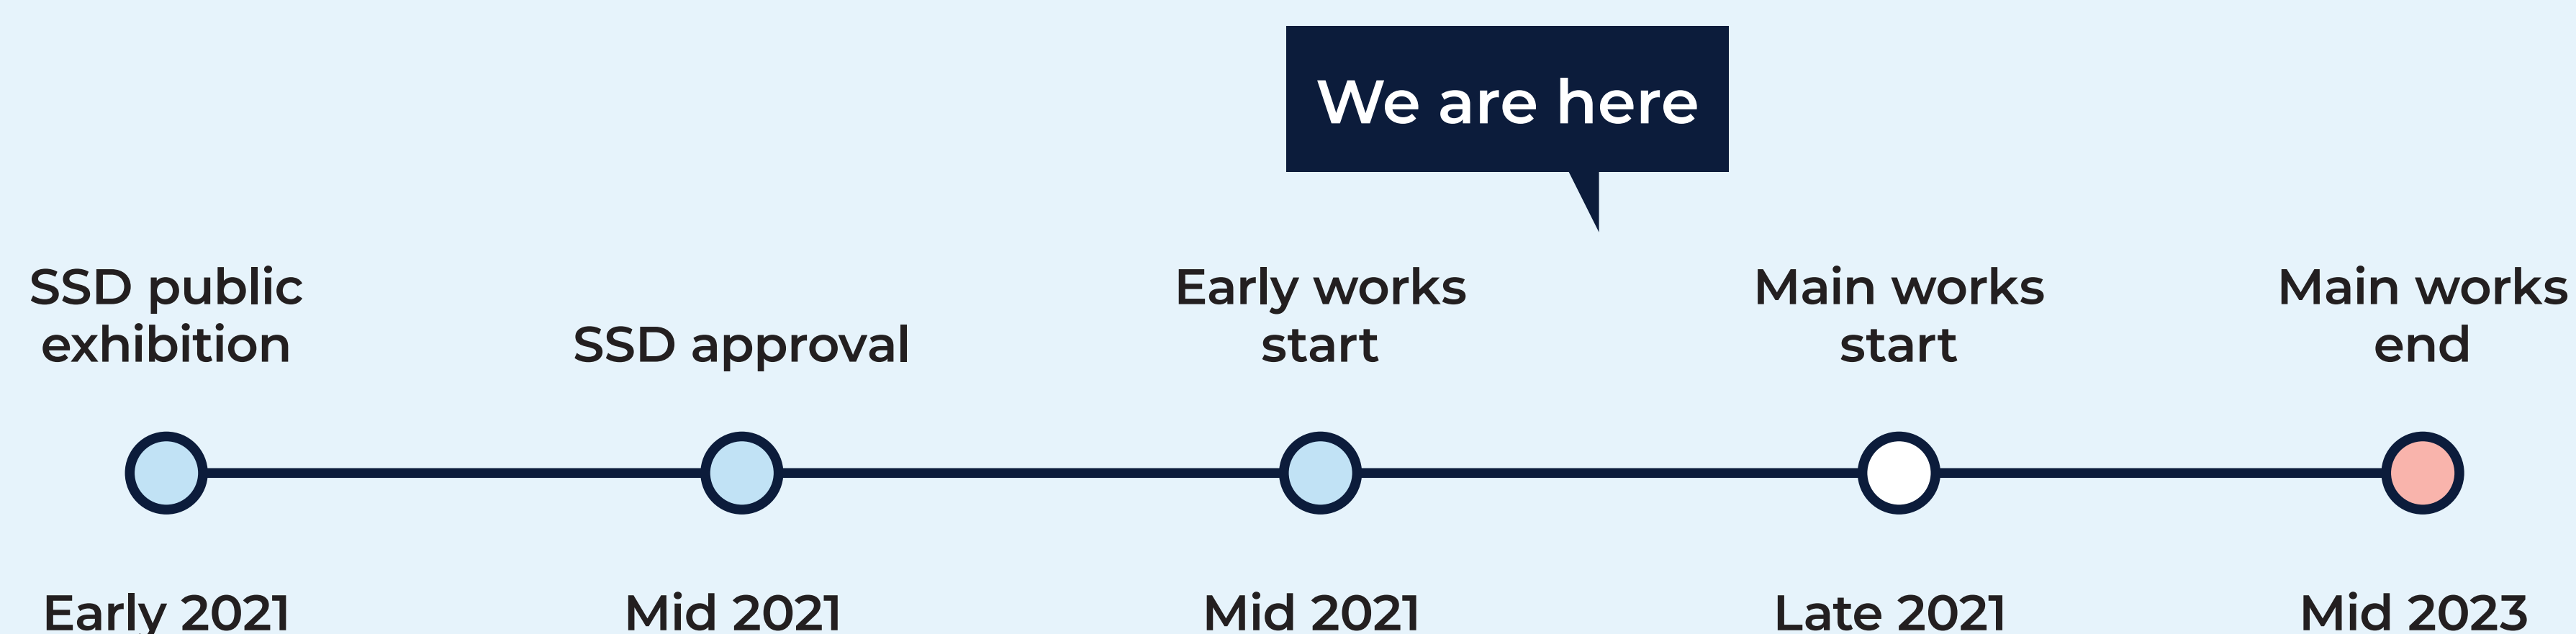 We are here
SSD public
exhibition
SSD approval
Early works
start
Main works
start
Main works
end
Early 2021
Mid 2021
Mid 2021
Late 2021
Mid 2023